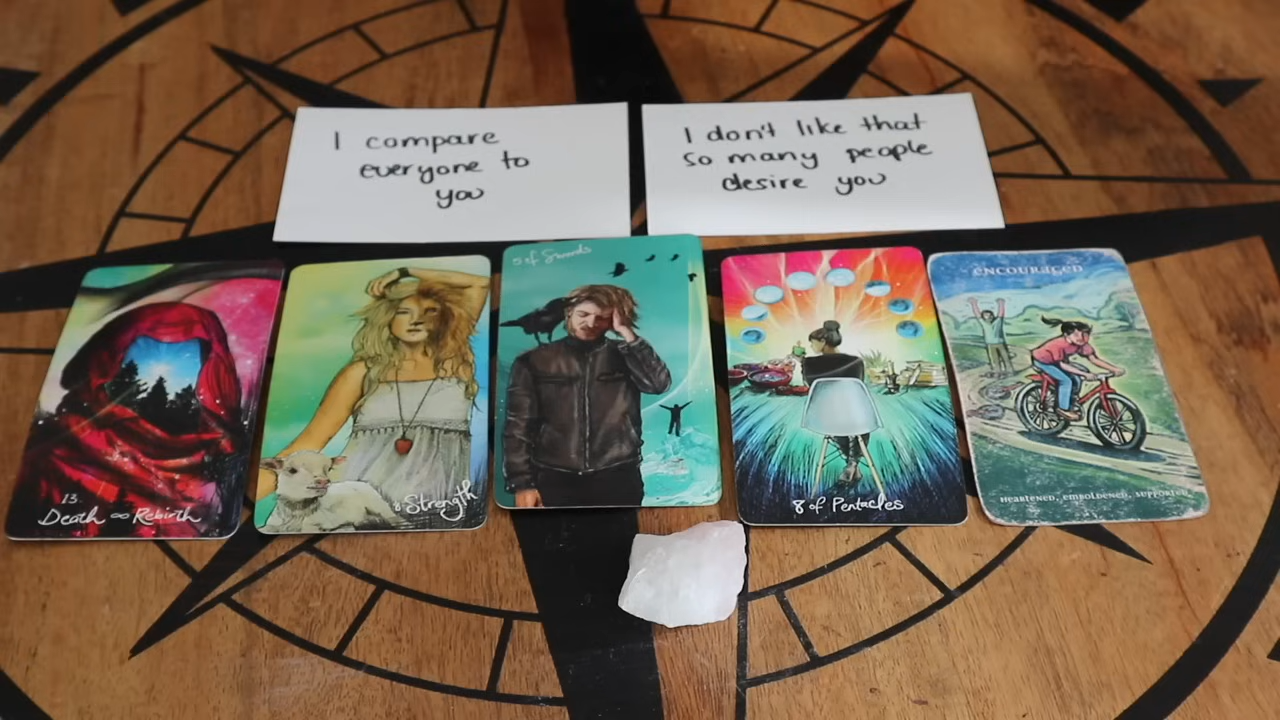 I compare
everyone to
you
I don't like that
so many people
desire you
13
Death ∞ Rebirth
8 Strength
5 of Swords
8 of Pentacles
ENCOURAGED
HEARTENED, EMBOLDENED, SUPPORTED